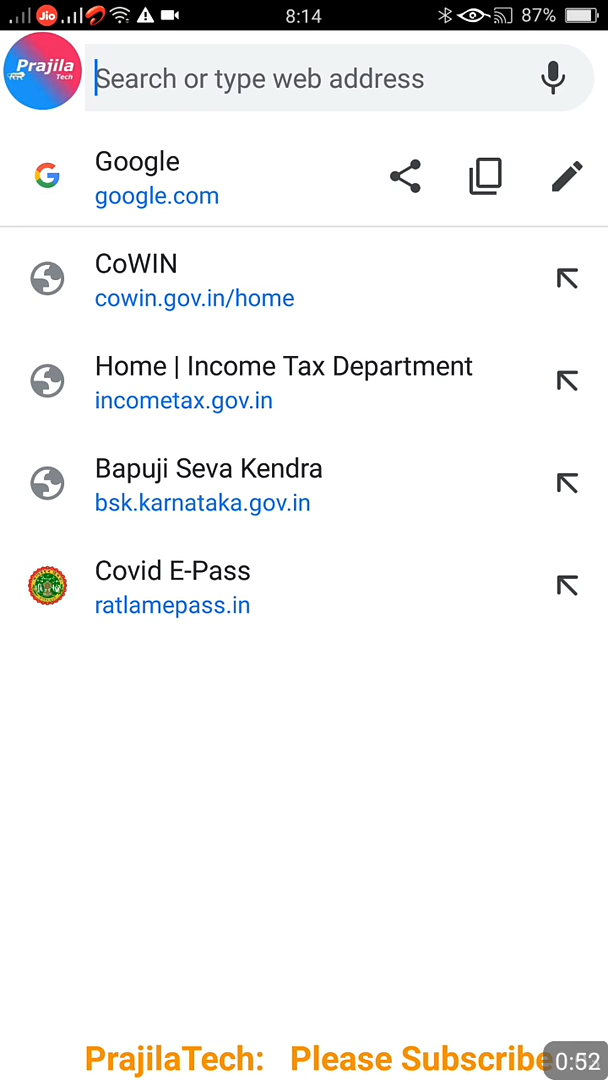 Jio
8:14
87%
Prajila
Tech
Search or type web address
Google
google.com
CoWIN
cowin.gov.in/home
Home | Income Tax Department
incometax.gov.in
Bapuji Seva Kendra
bsk.karnataka.gov.in
Covid E-Pass
ratlamepass.in
PrajilaTech: Please Subscribe
0:52